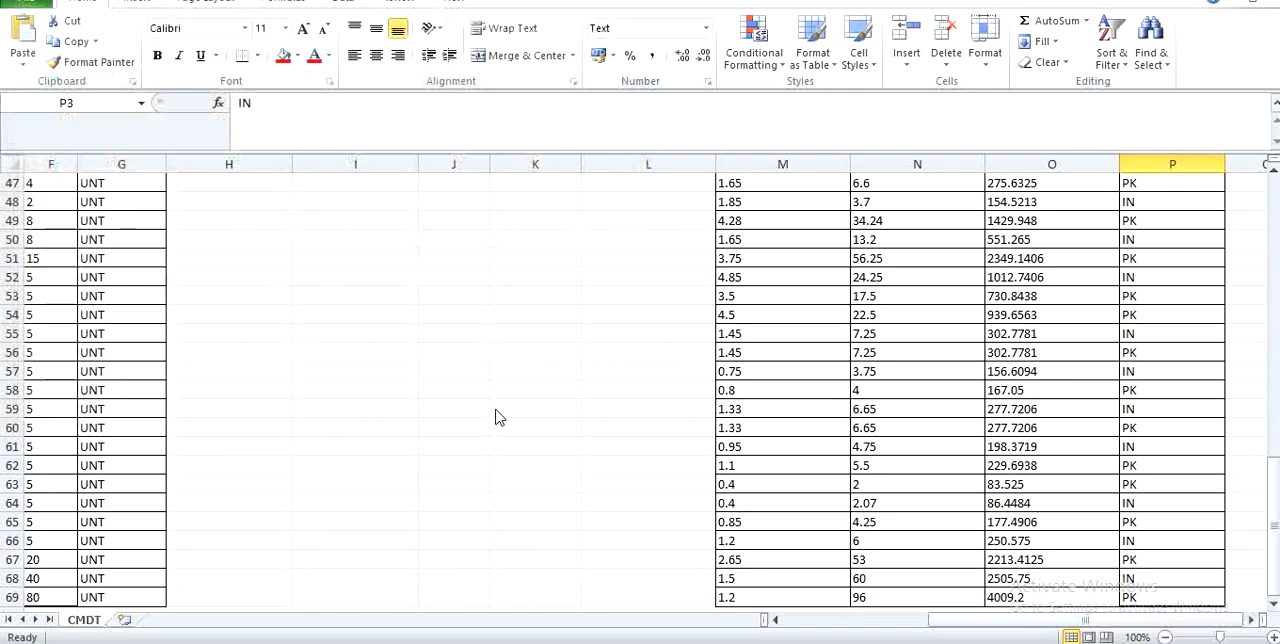 Calibri 11 Wrap Text Text
Cut
Copy
Paste
Format Painter
B I U
Merge & Center
% ,
Conditional Formatting
Format as Table
Cell Styles
Insert Delete Format
Σ AutoSum
Fill
Clear
Sort & Filter
Find & Select
Clipboard Font Alignment Number Styles Cells Editing
P3 fx IN
F G H I J K L M N O P
47 4 UNT 1.65 6.6 275.6325 PK
48 2 UNT 1.85 3.7 154.5213 IN
49 8 UNT 4.28 34.24 1429.948 PK
50 8 UNT 1.65 13.2 551.265 IN
51 15 UNT 3.75 56.25 2349.1406 PK
52 5 UNT 4.85 24.25 1012.7406 IN
53 5 UNT 3.5 17.5 730.8438 PK
54 5 UNT 4.5 22.5 939.6563 PK
55 5 UNT 1.45 7.25 302.7781 IN
56 5 UNT 1.45 7.25 302.7781 PK
57 5 UNT 0.75 3.75 156.6094 IN
58 5 UNT 0.8 4 167.05 PK
59 5 UNT 1.33 6.65 277.7206 IN
60 5 UNT 1.33 6.65 277.7206 PK
61 5 UNT 0.95 4.75 198.3719 IN
62 5 UNT 1.1 5.5 229.6938 PK
63 5 UNT 0.4 2 83.525 PK
64 5 UNT 0.4 2.07 86.4484 IN
65 5 UNT 0.85 4.25 177.4906 PK
66 5 UNT 1.2 6 250.575 IN
67 20 UNT 2.65 53 2213.4125 PK
68 40 UNT 1.5 60 2505.75 IN
69 80 UNT 1.2 96 4009.2 PK
Activate Windows
CMDT
Ready 100%